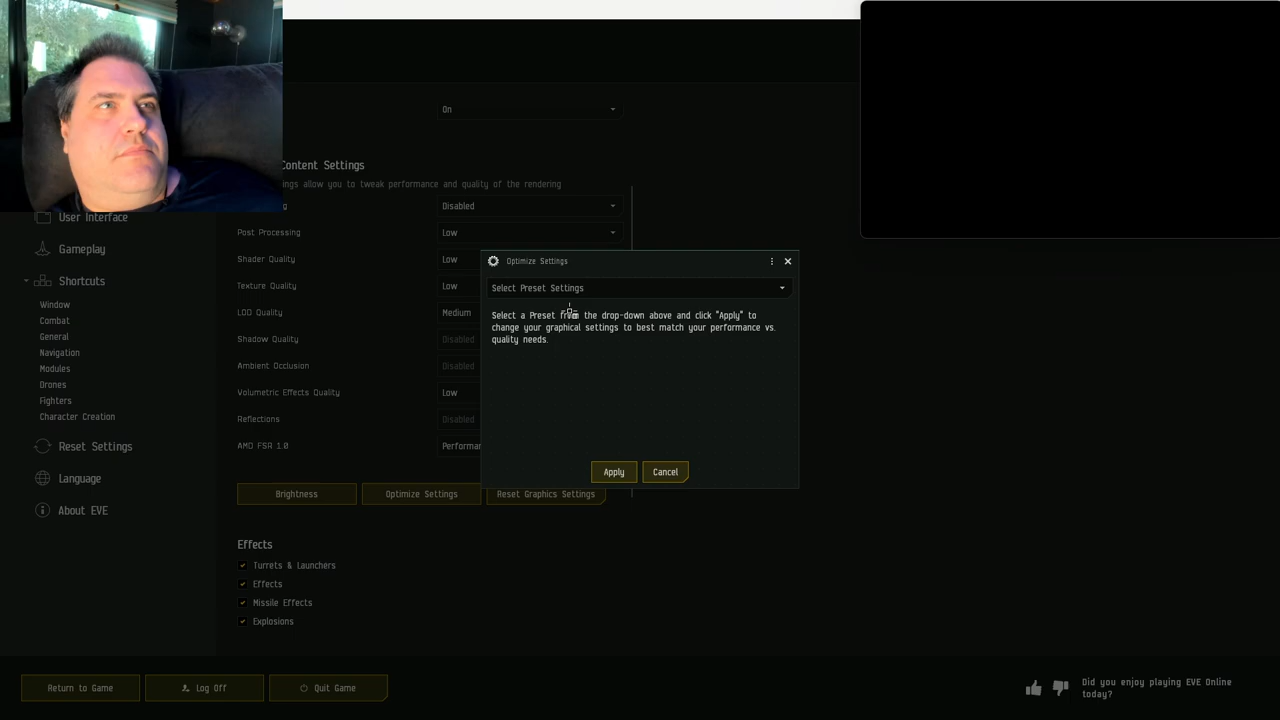 On
Content Settings
ings allow you to tweak performance and quality of the rendering
Disabled
Post Processing
Low
Shader Quality
Low
Texture Quality
Low
LOD Quality
Medium
Shadow Quality
Disabled
Ambient Occlusion
Disabled
Volumetric Effects Quality
Low
Reflections
Disabled
AMD FSR 1.0
Performan
Brightness
Optimize Settings
Reset Graphics Settings
Effects
Turrets & Launchers
Effects
Missile Effects
Explosions
User Interface
Gameplay
Shortcuts
Window
Combat
General
Navigation
Modules
Drones
Fighters
Character Creation
Reset Settings
Language
About EVE
Optimize Settings
Select Preset Settings
Select a Preset from the drop-down above and click "Apply" to
change your graphical settings to best match your performance vs.
quality needs.
Apply
Cancel
Return to Game
Log Off
Quit Game
Did you enjoy playing EVE Online
today?